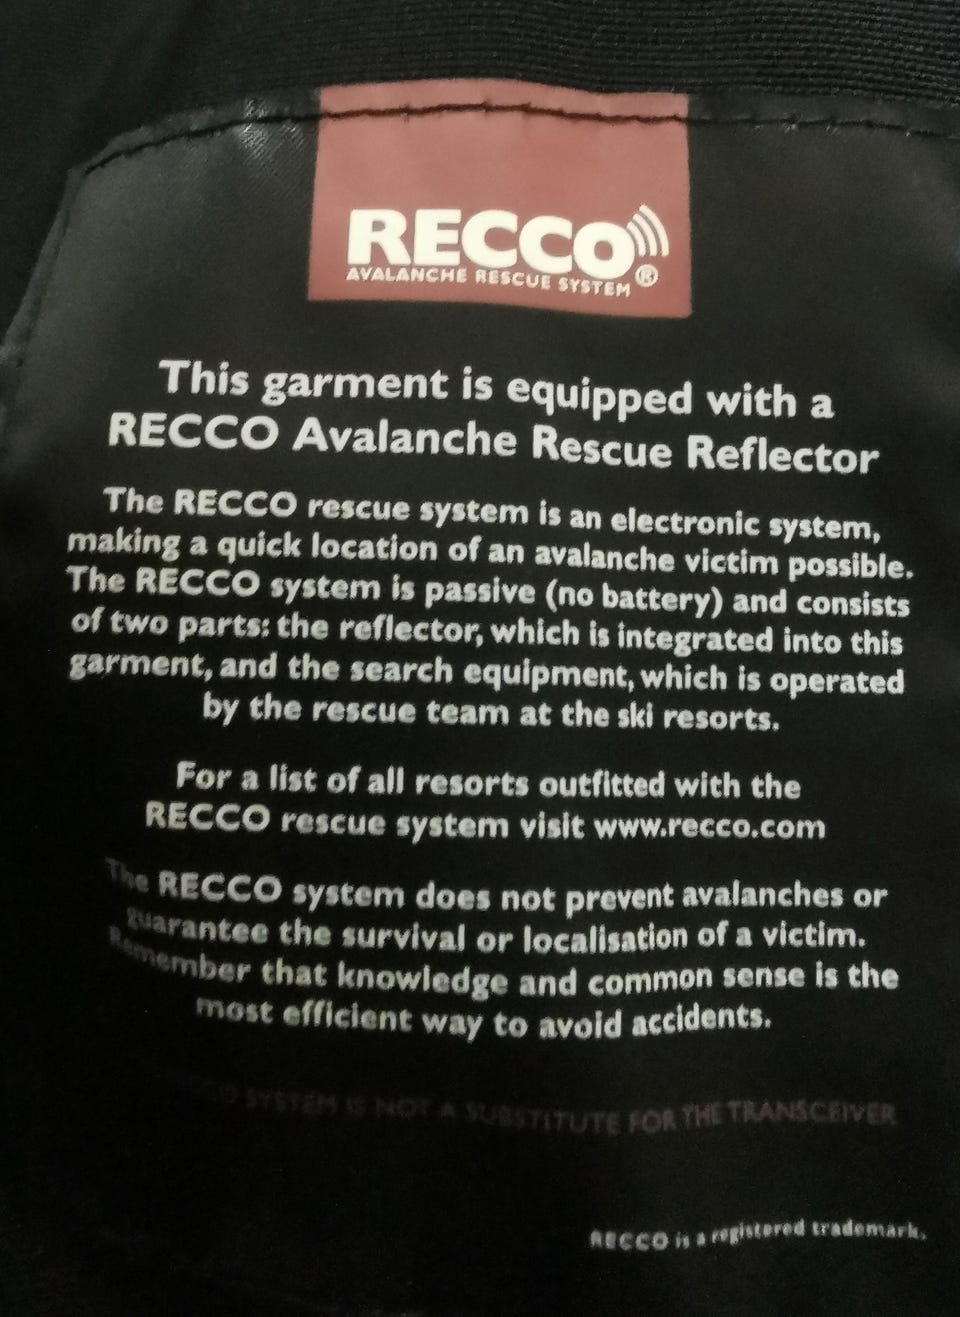 RECCO®
AVALANCHE RESCUE SYSTEM
This garment is equipped with a
RECCO Avalanche Rescue Reflector
The RECCO rescue system is an electronic system,
making a quick location of an avalanche victim possible.
The RECCO system is passive (no battery) and consists
of two parts: the reflector, which is integrated into this
garment, and the search equipment, which is operated
by the rescue team at the ski resorts.
For a list of all resorts outfitted with the
RECCO rescue system visit www.recco.com
The RECCO system does not prevent avalanches or
guarantee the survival or localisation of a victim.
Remember that knowledge and common sense is the
most efficient way to avoid accidents.
SYSTEM IS NOT A SUBSTITUTE FOR THE TRANSCEIVER
RECCO is a registered trademark.